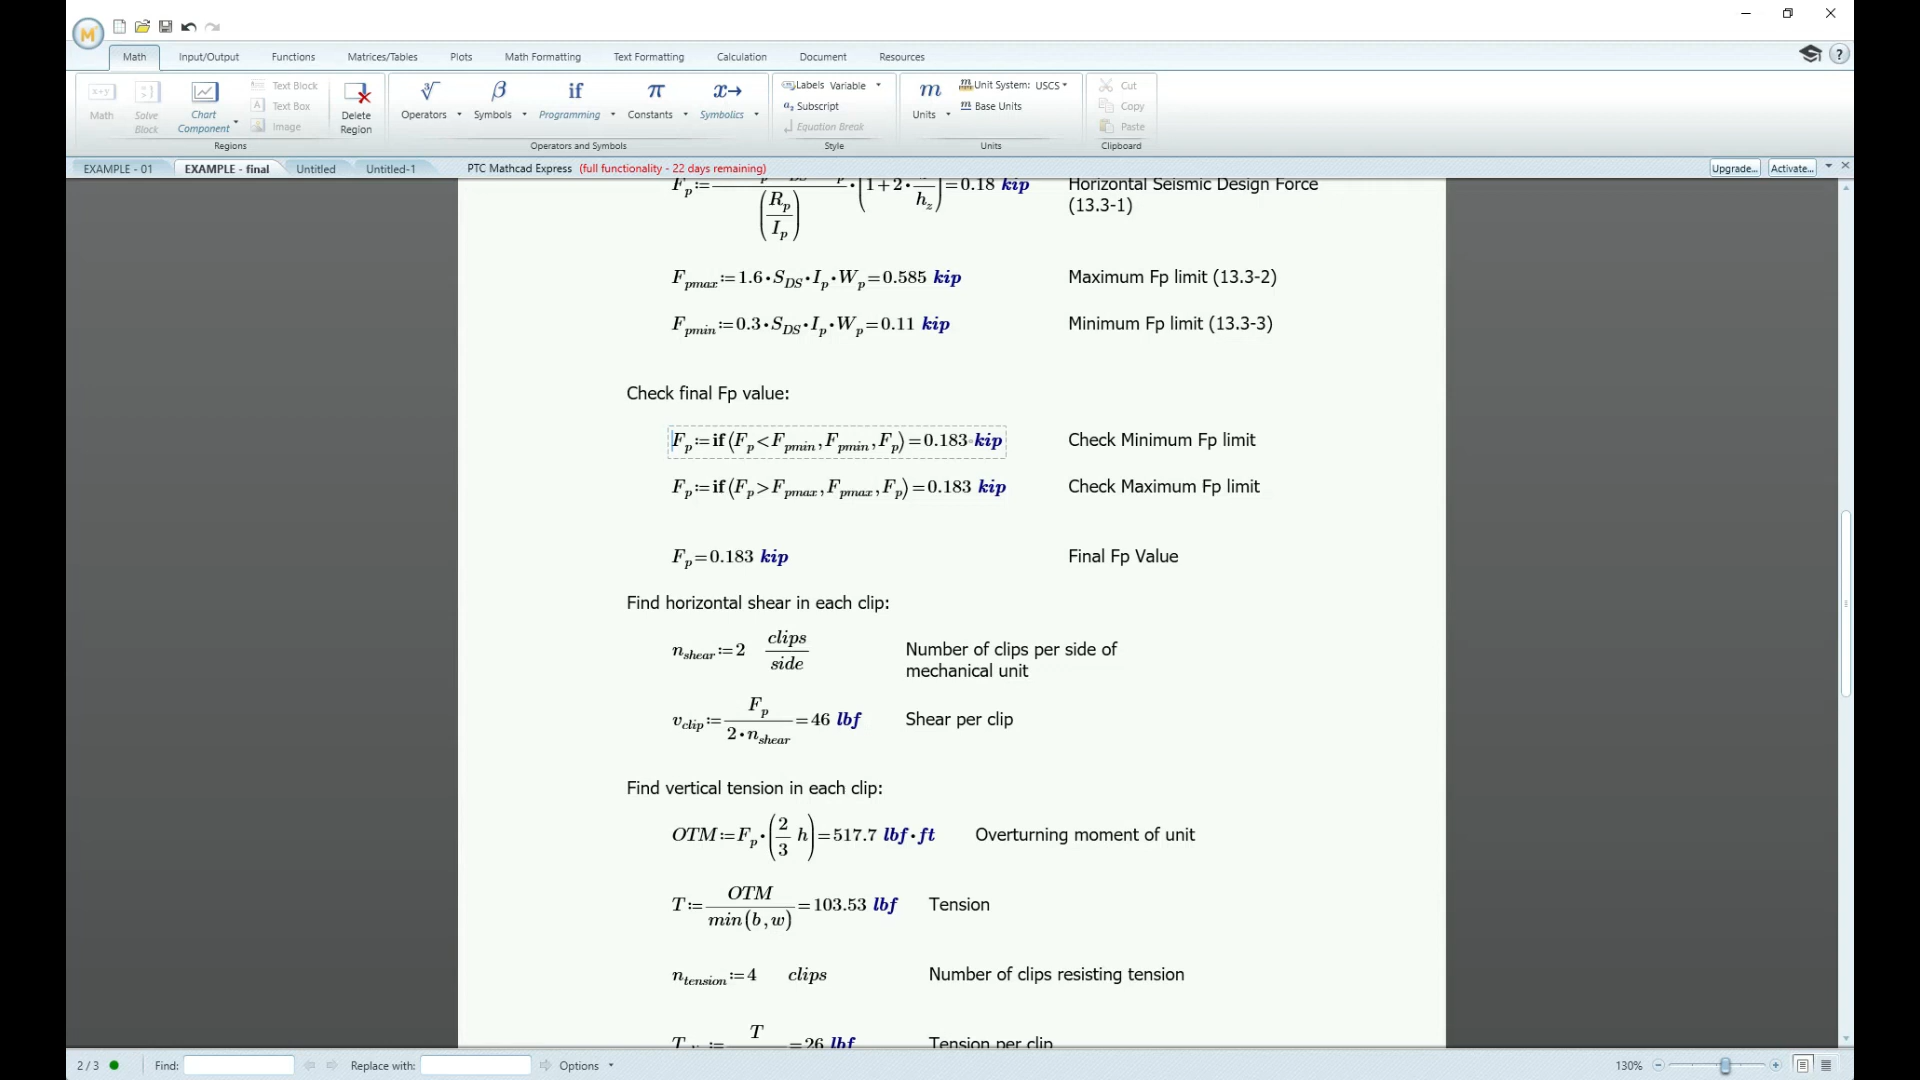 Math Input/Output Functions Matrices/Tables Plots Math Formatting Text Formatting Calculation Document Resources
Math Solve Block Chart Component Text Block Text Box Image Delete Region
Operators Symbols if Programming Constants Symbolics
β π x→
Labels Variable
Subscript
Equation Break
m Units Unit System: USCS
Base Units
Cut
Copy
Paste
Regions Operators and Symbols Style Units Clipboard
EXAMPLE - 01 EXAMPLE - final Untitled Untitled-1 PTC Mathcad Express (full functionality - 22 days remaining) Upgrade... Activate...
=0.18 kip Horizontal Seismic Design Force
(13.3-1)
F_pmax:=1.6•S_DS•I_p•W_p=0.585 kip Maximum Fp limit (13.3-2)
F_pmin:=0.3•S_DS•I_p•W_p=0.11 kip Minimum Fp limit (13.3-3)
Check final Fp value:
F_p:=if(F_p<F_pmin,F_pmin,F_p)=0.183 kip Check Minimum Fp limit
F_p:=if(F_p>F_pmax,F_pmax,F_p)=0.183 kip Check Maximum Fp limit
F_p=0.183 kip Final Fp Value
Find horizontal shear in each clip:
n_shear:=2 clips/side Number of clips per side of
mechanical unit
v_clip:=F_p/(2•n_shear)=46 lbf Shear per clip
Find vertical tension in each clip:
OTM:=F_p•(2/3 h)=517.7 lbf•ft Overturning moment of unit
T:=OTM/min(b,w)=103.53 lbf Tension
n_tension:=4 clips Number of clips resisting tension
=26 lbf Tension per clip
2 / 3 Find: Replace with: Options 130%